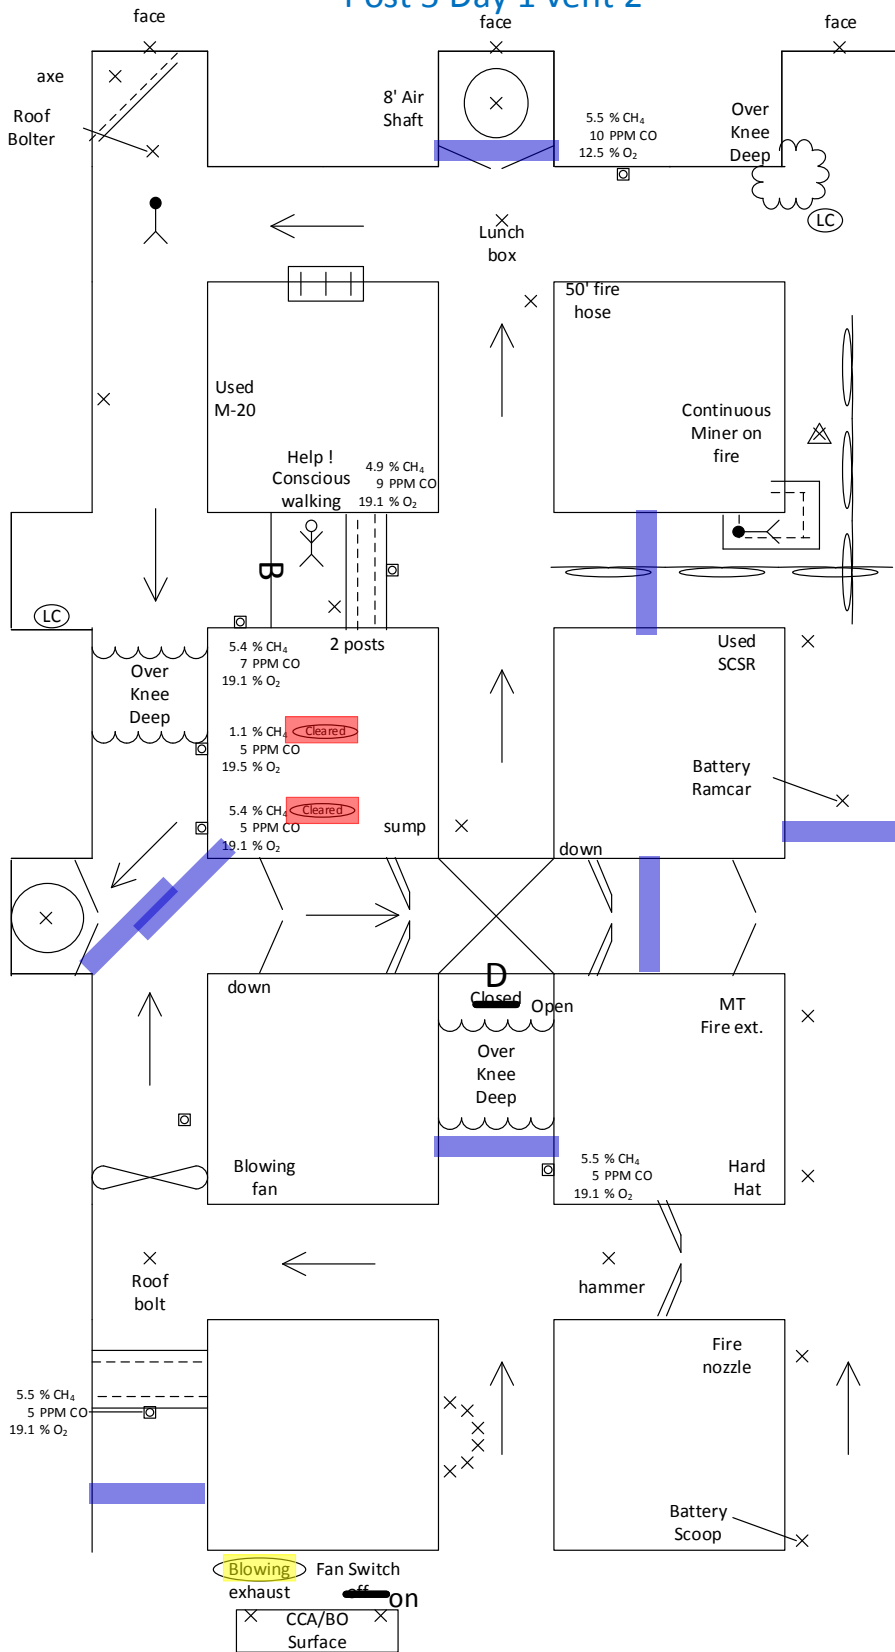 Post 5 Day 1 Vent 2
face
face
face
axe
Roof
Bolter
8' Air
Shaft
5.5 % CH₄
10 PPM CO
12.5 % O₂
Over
Knee
Deep
LC
Lunch
box
50' fire
hose
Used
M-20
Continuous
Miner on
fire
Help !
Conscious
walking
4.9 % CH₄
9 PPM CO
19.1 % O₂
B
LC
5.4 % CH₄
7 PPM CO
19.1 % O₂
2 posts
Used
SCSR
Over
Knee
Deep
1.1 % CH₄
Cleared
5 PPM CO
19.5 % O₂
Battery
Ramcar
5.4 % CH₄
Cleared
5 PPM CO
19.1 % O₂
sump
down
down
D
Closed
Open
MT
Fire ext.
Over
Knee
Deep
Blowing
fan
5.5 % CH₄
5 PPM CO
19.1 % O₂
Hard
Hat
Roof
bolt
hammer
Fire
nozzle
5.5 % CH₄
5 PPM CO
19.1 % O₂
Battery
Scoop
Blowing
exhaust
Fan Switch
off on
CCA/BO
Surface